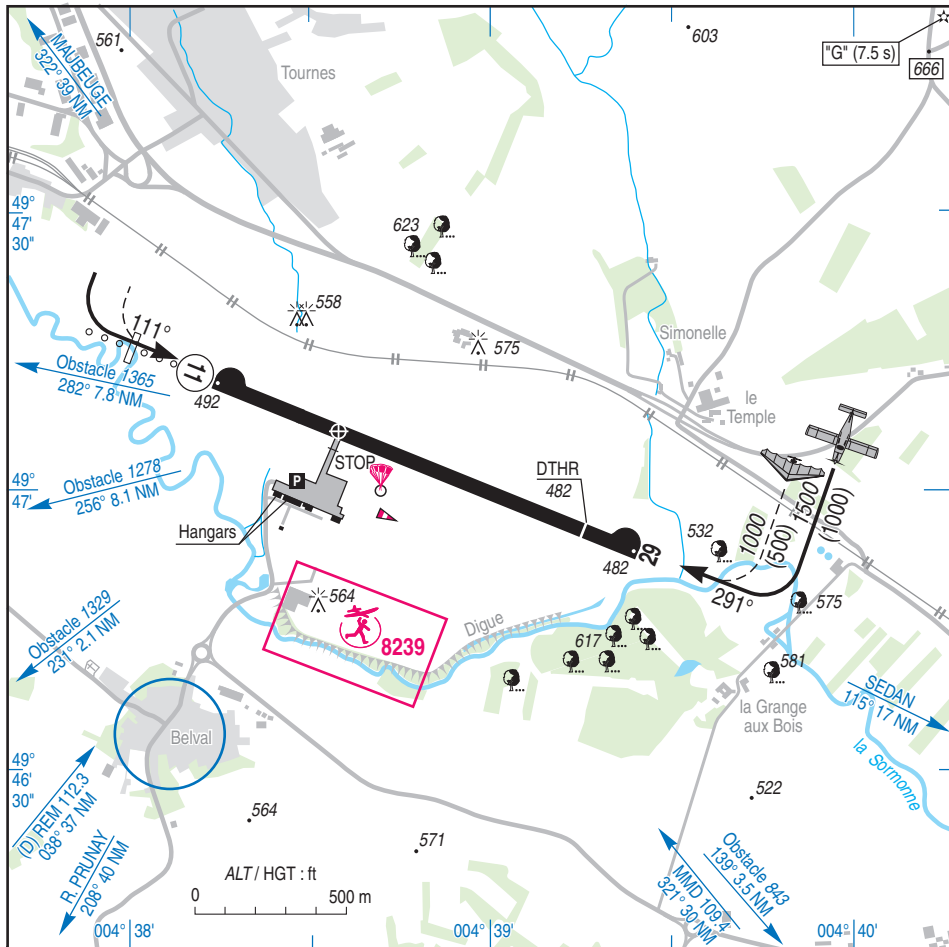 561
603
"G" (7.5 s)
666
MAUBEUGE
322° 39 NM
Tournes
49°
47'
30"
623
558
575
Simonelle
111°
Obstacle 1365
282° 7.8 NM
11
492
le
Temple
STOP
P
DTHR
482
49°
47'
Obstacle 1278
256° 8.1 NM
Hangars
1000
(500)
1500
(1000)
532
29
482
291°
575
564
8239
Digue
617
581
Obstacle 1329
231° 2.1 NM
SEDAN
115° 17 NM
la Grange
aux Bois
la Sormonne
Belval
49°
46'
30"
(D) REM 112.3
038° 37 NM
564
522
571
R. PRUNAY
208° 40 NM
ALT / HGT : ft
0 500 m
Obstacle 843
139° 3.5 NM
MMD 109.4
321° 30 NM
004° 38'
004° 39'
004° 40'